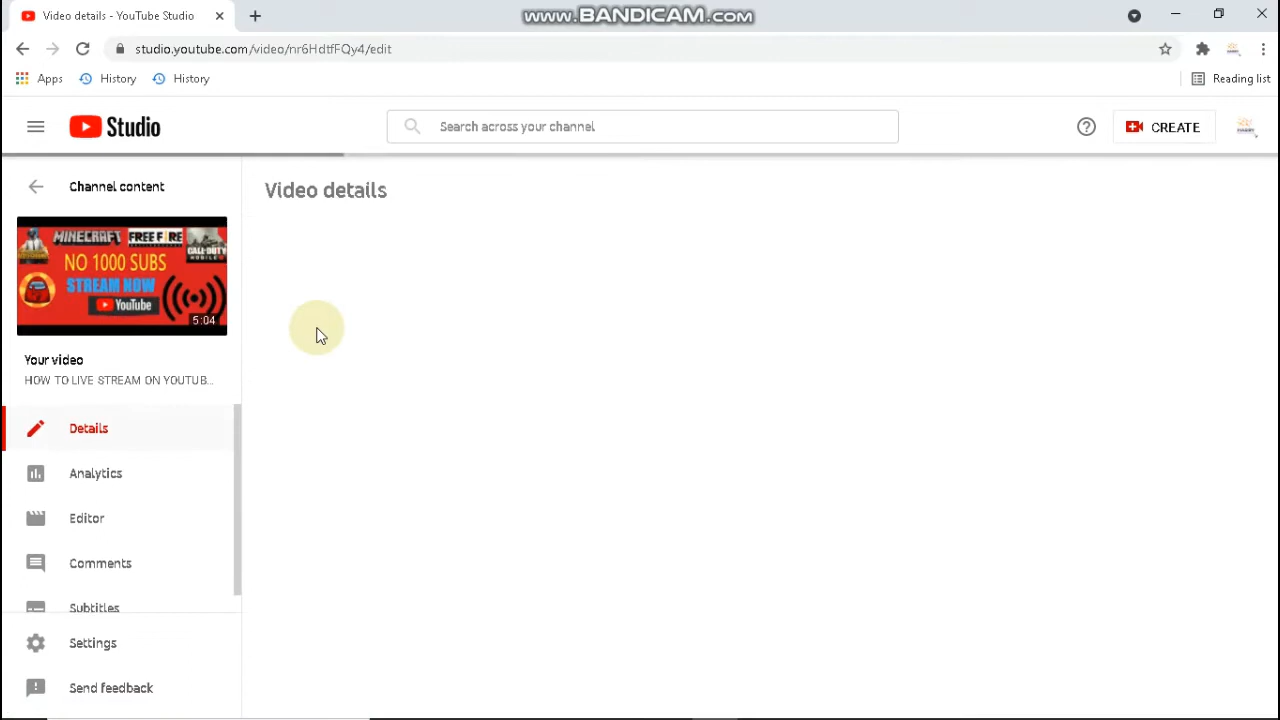 Video details - YouTube Studio
WWW.BANDICAM.COM
studio.youtube.com/video/nr6HdtfFQy4/edit
Apps
History
History
Reading list
Studio
Search across your channel
CREATE
Channel content
Video details
MINECRAFT FREE FIRE
CALL·DUTY
MOBILE
NO 1000 SUBS
STREAM NOW
YouTube
5:04
Your video
HOW TO LIVE STREAM ON YOUTUB...
Details
Analytics
Editor
Comments
Subtitles
Settings
Send feedback